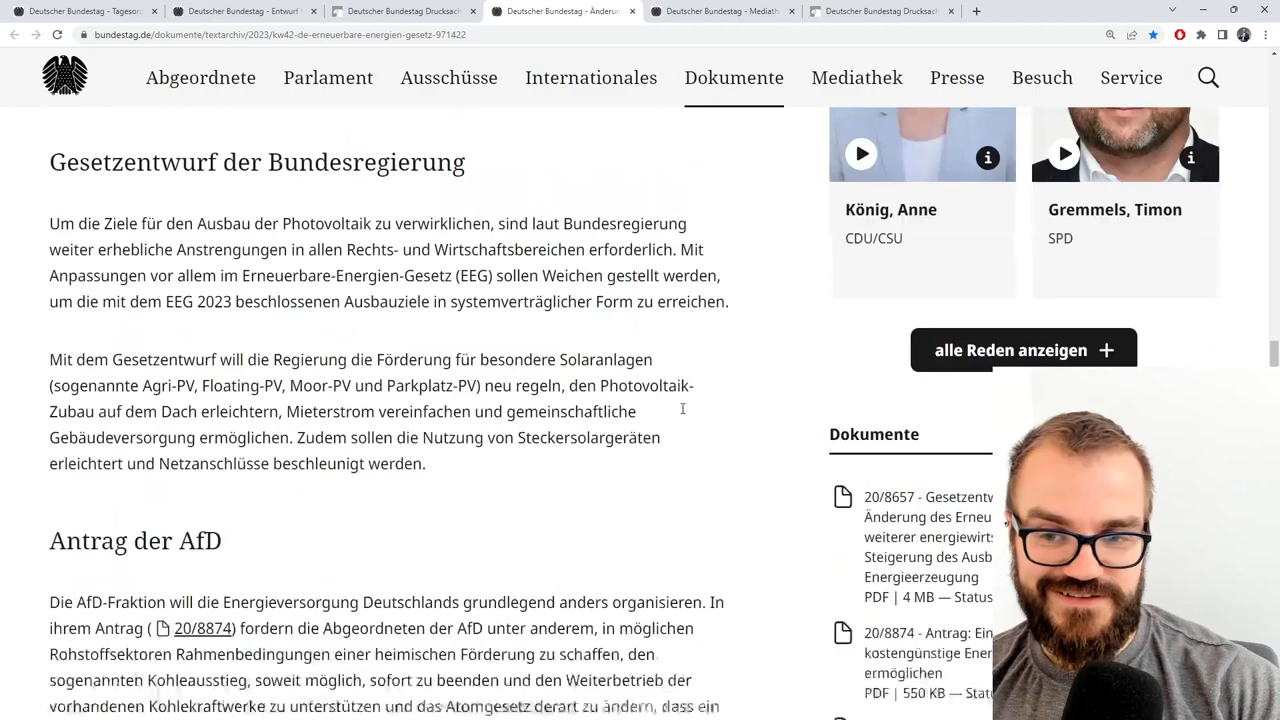 Deutscher Bundestag - Tagesord
Deutscher Bundestag - Entwurf
Deutscher Bundestag Drucksach
Deutscher Bundestag - Änderun
Deutscher Bundestag - Mediath
Deutscher Bundestag Drucksach
bundestag.de/dokumente/textarchiv/2023/kw42-de-erneuerbare-energien-gesetz-971422
Abgeordnete Parlament Ausschüsse Internationales Dokumente Mediathek Presse Besuch Service
Gesetzentwurf der Bundesregierung
Um die Ziele für den Ausbau der Photovoltaik zu verwirklichen, sind laut Bundesregierung
weiter erhebliche Anstrengungen in allen Rechts- und Wirtschaftsbereichen erforderlich. Mit
Anpassungen vor allem im Erneuerbare-Energien-Gesetz (EEG) sollen Weichen gestellt werden,
um die mit dem EEG 2023 beschlossenen Ausbauziele in systemverträglicher Form zu erreichen.
Mit dem Gesetzentwurf will die Regierung die Förderung für besondere Solaranlagen
(sogenannte Agri-PV, Floating-PV, Moor-PV und Parkplatz-PV) neu regeln, den Photovoltaik-
Zubau auf dem Dach erleichtern, Mieterstrom vereinfachen und gemeinschaftliche
Gebäudeversorgung ermöglichen. Zudem sollen die Nutzung von Steckersolargeräten
erleichtert und Netzanschlüsse beschleunigt werden.
Antrag der AfD
Die AfD-Fraktion will die Energieversorgung Deutschlands grundlegend anders organisieren. In
ihrem Antrag ( 20/8874) fordern die Abgeordneten der AfD unter anderem, in möglichen
Rohstoffsektoren Rahmenbedingungen einer heimischen Förderung zu schaffen, den
sogenannten Kohleausstieg, soweit möglich, sofort zu beenden und den Weiterbetrieb der
vorhandenen Kohlekraftwerke zu unterstützen und das Atomgesetz derart zu ändern, dass ein
König, Anne
CDU/CSU
Gremmels, Timon
SPD
alle Reden anzeigen +
Dokumente
20/8657 - Gesetzentw
Änderung des Erneu
weiterer energiewirts
Steigerung des Ausb
Energieerzeugung
PDF | 4 MB — Status
20/8874 - Antrag: Ein
kostengünstige Ener
ermöglichen
PDF | 550 KB — Statu